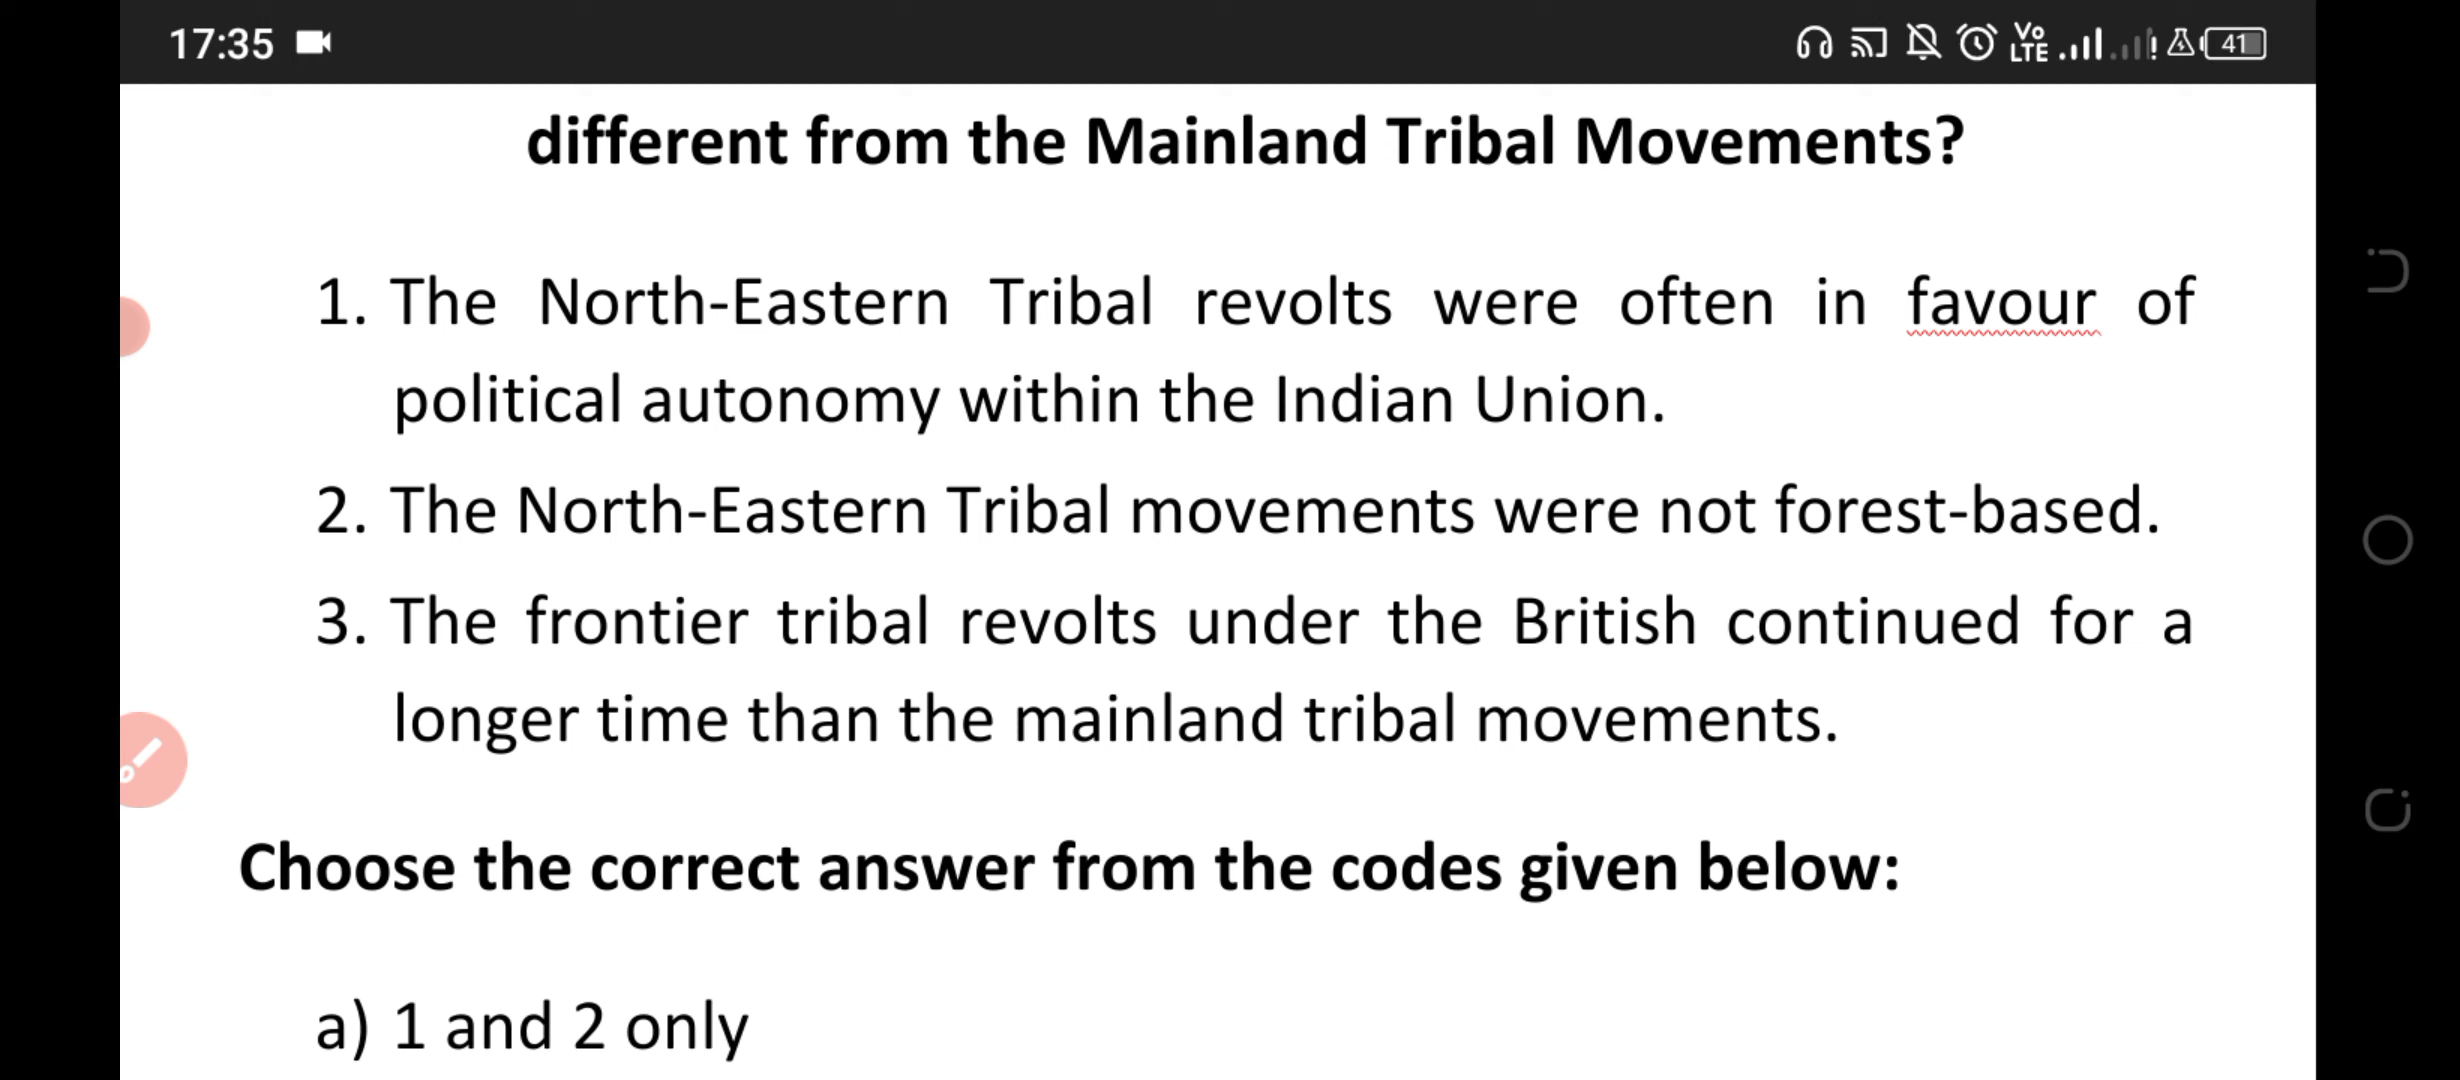 17:35
Vo LTE 41
different from the Mainland Tribal Movements?
1. The North-Eastern Tribal revolts were often in favour of
political autonomy within the Indian Union.
2. The North-Eastern Tribal movements were not forest-based.
3. The frontier tribal revolts under the British continued for a
longer time than the mainland tribal movements.
Choose the correct answer from the codes given below:
a) 1 and 2 only